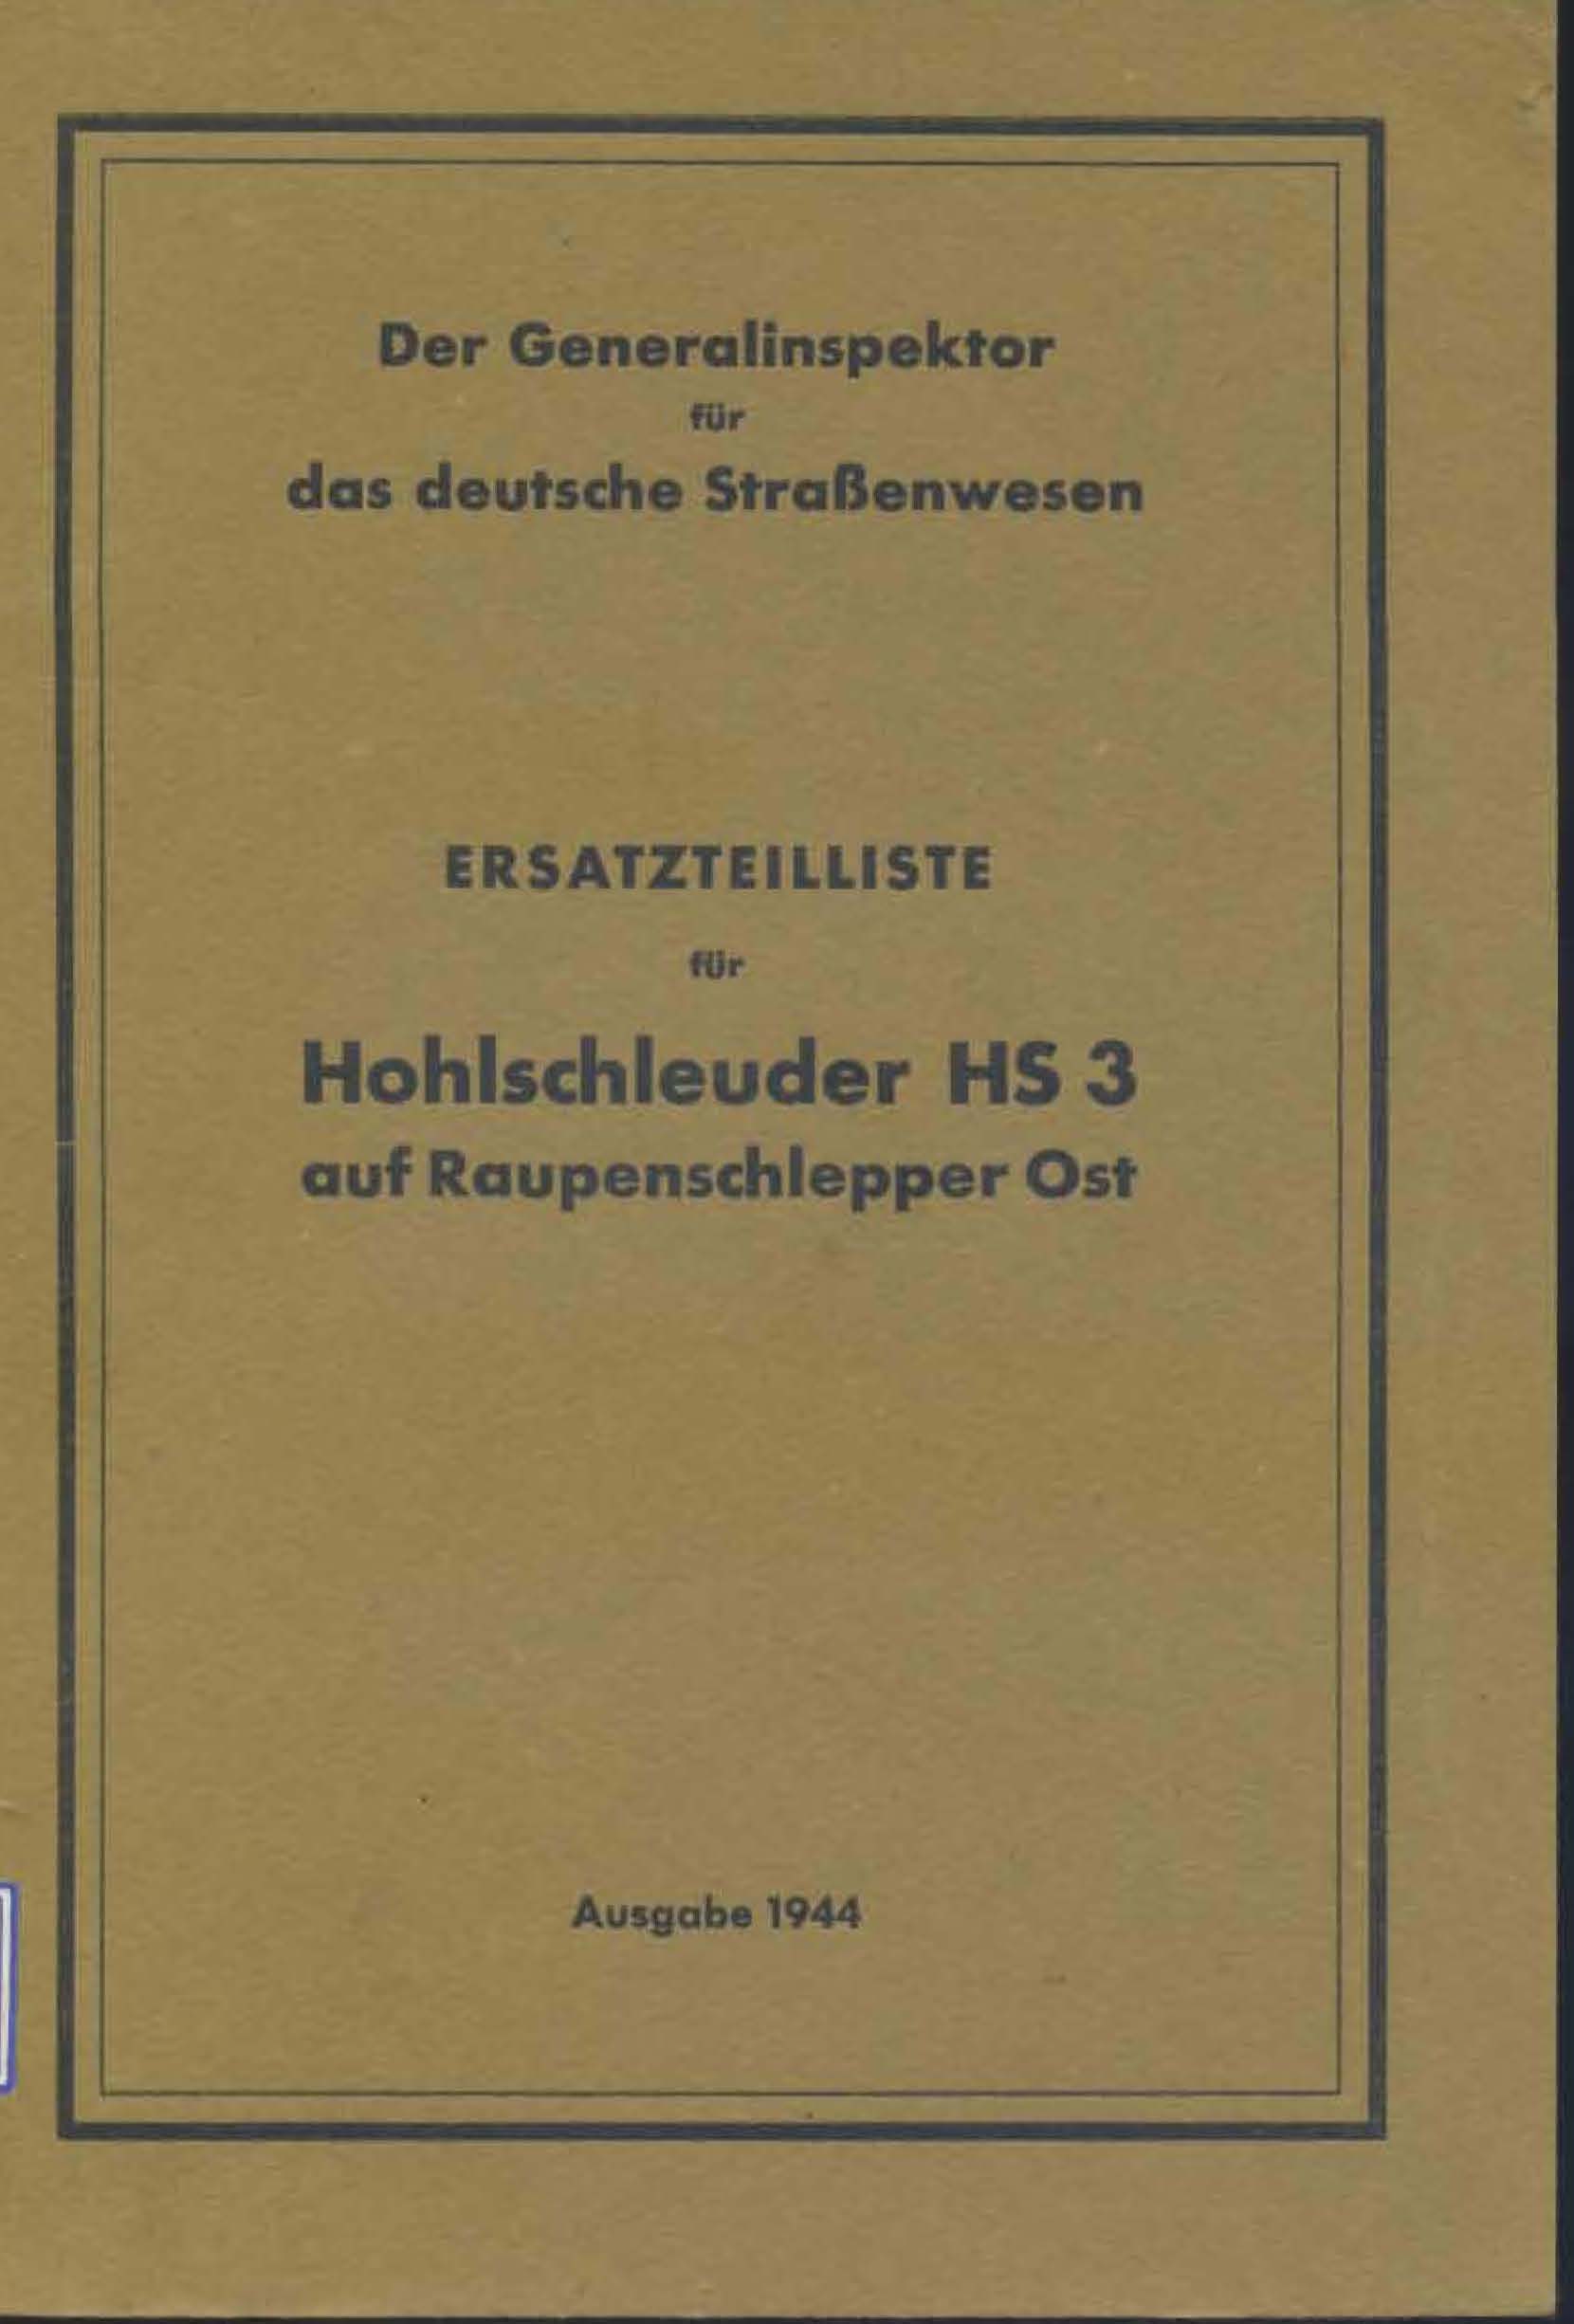 Der Generalinspektor
für
das deutsche Straßenwesen
ERSATZTEILLISTE
für
Hohlschleuder HS 3
auf Raupenschlepper Ost
Ausgabe 1944